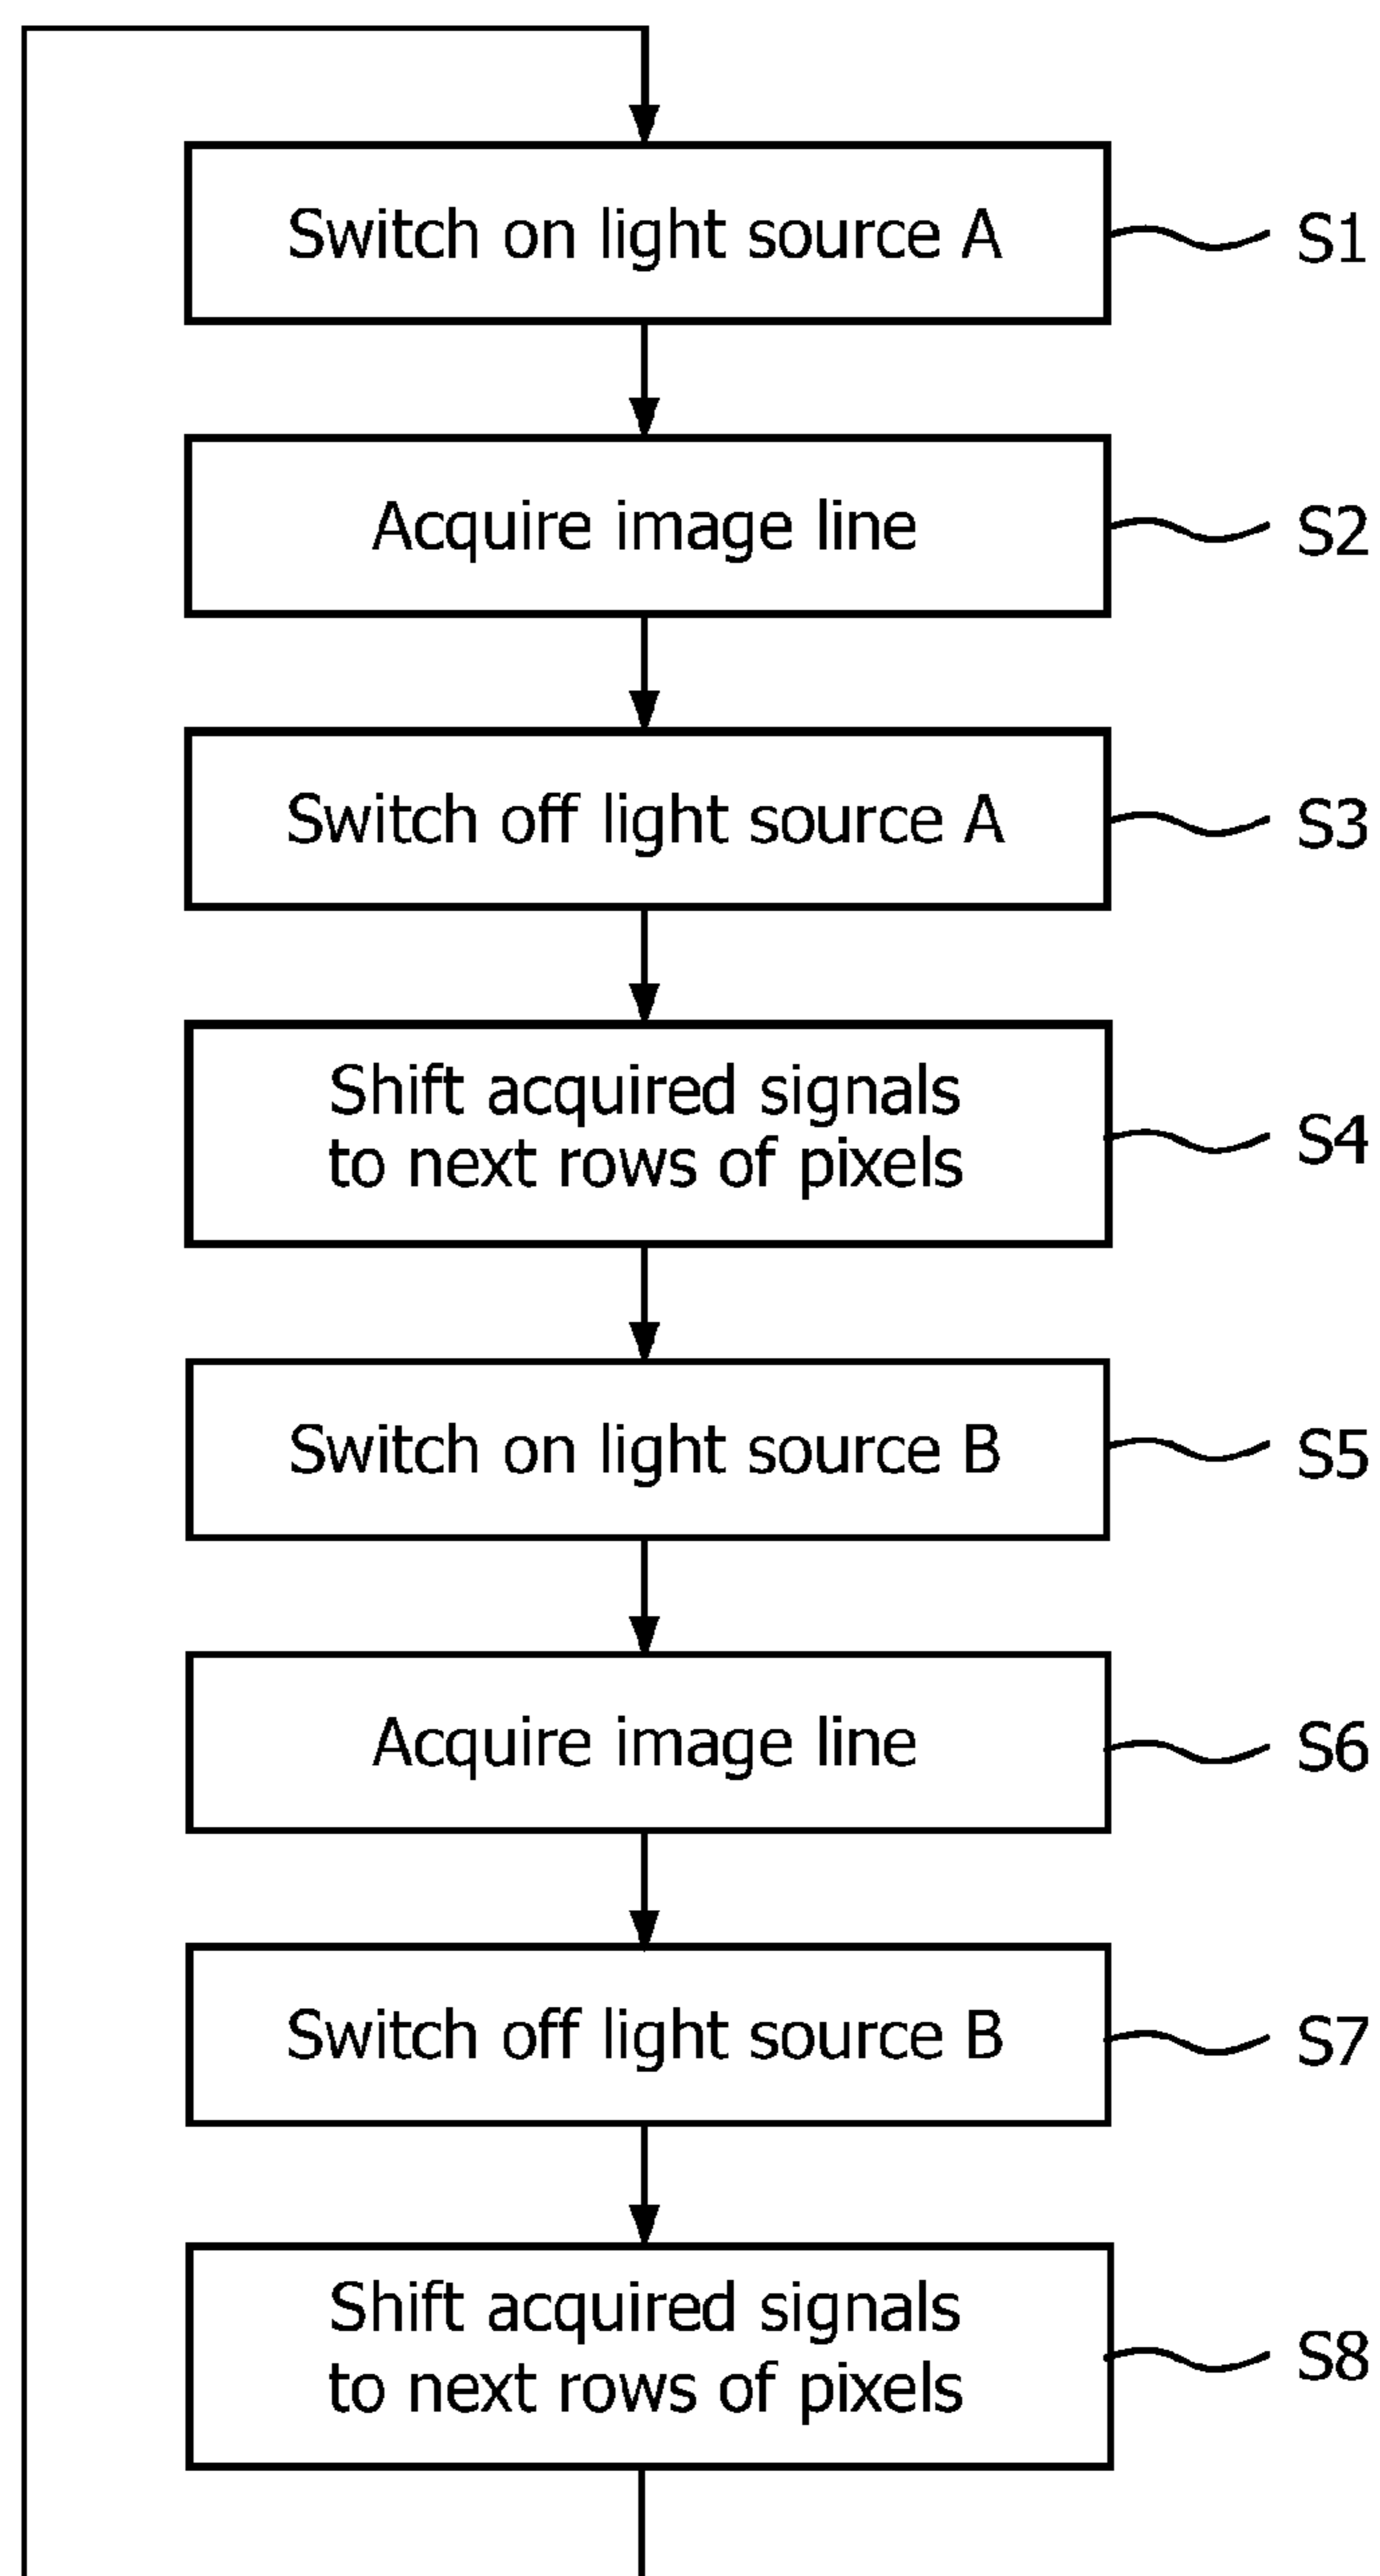 Switch on light source A
S1
Acquire image line
S2
Switch off light source A
S3
Shift acquired signals
to next rows of pixels
S4
Switch on light source B
S5
Acquire image line
S6
Switch off light source B
S7
Shift acquired signals
to next rows of pixels
S8